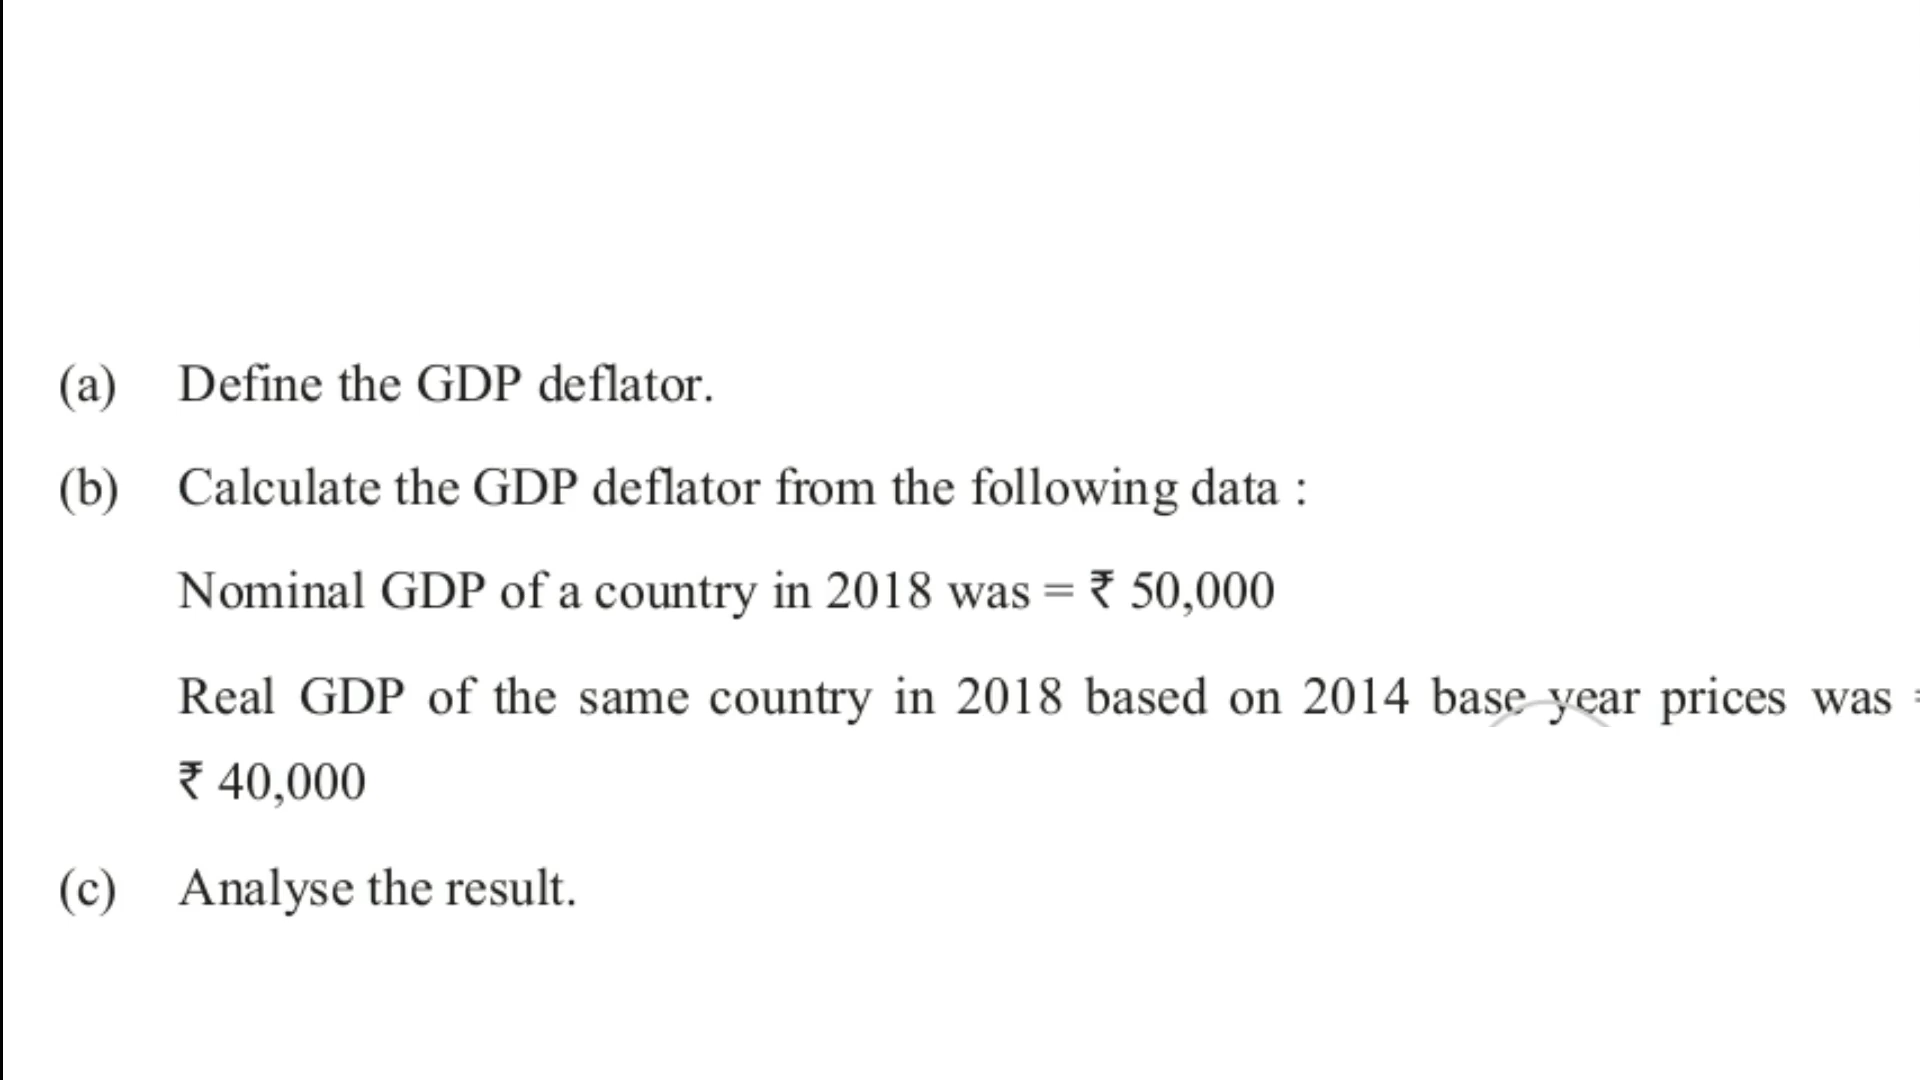 (a) Define the GDP deflator.
(b) Calculate the GDP deflator from the following data :
Nominal GDP of a country in 2018 was = ₹ 50,000
Real GDP of the same country in 2018 based on 2014 base year prices was =
₹ 40,000
(c) Analyse the result.